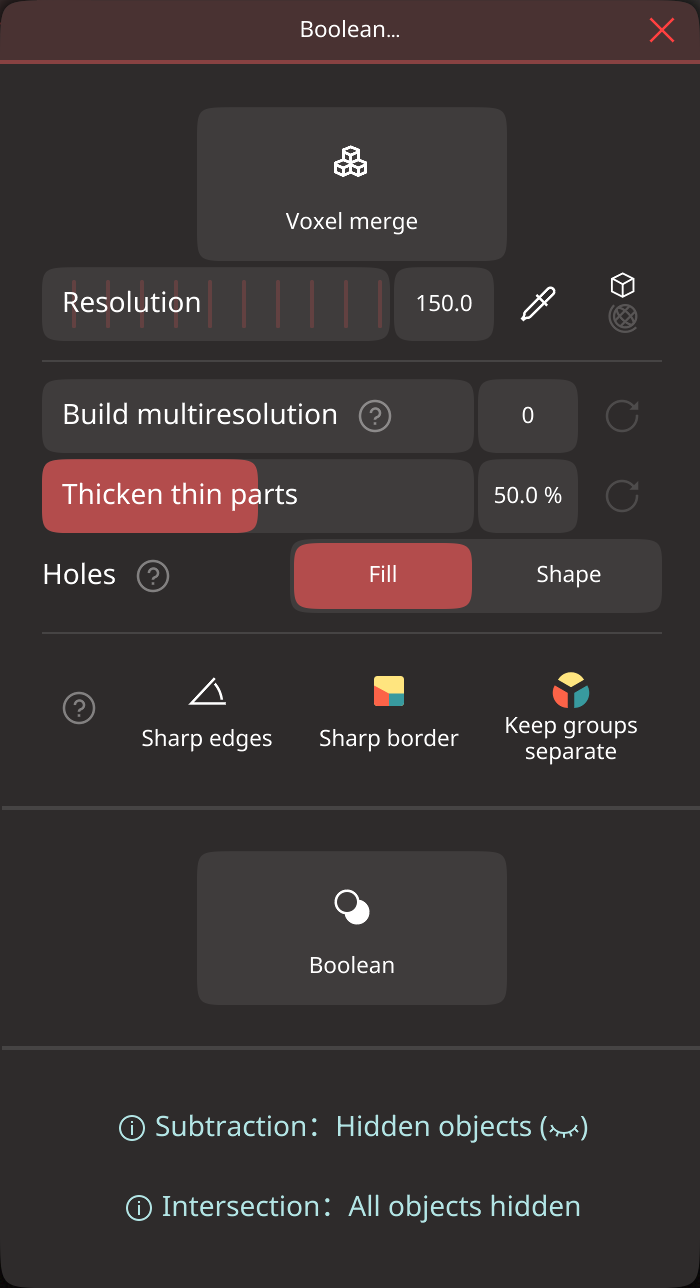 Boolean...
Voxel merge
Resolution
150.0
Build multiresolution ?
0
Thicken thin parts
50.0 %
Holes ?
Fill
Shape
?
Sharp edges
Sharp border
Keep groups
separate
Boolean
Subtraction: Hidden objects ()
Intersection: All objects hidden